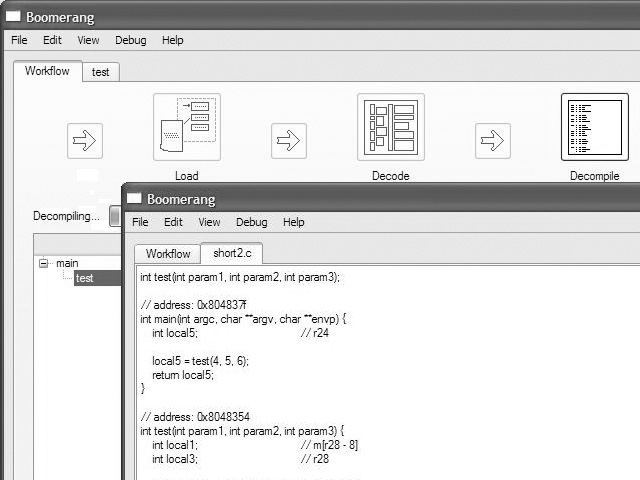 Boomerang
File Edit View Debug Help
Workflow test
Load Decode Decompile
Decompiling...
main
test
Boomerang
File Edit View Debug Help
Workflow short2.c
int test(int param1, int param2, int param3);
// address: 0x804837f
int main(int argc, char **argv, char **envp) {
int local5; // r24
local5 = test(4, 5, 6);
return local5;
}
// address: 0x8048354
int test(int param1, int param2, int param3) {
int local1; // m[r28 - 8]
int local3; // r28